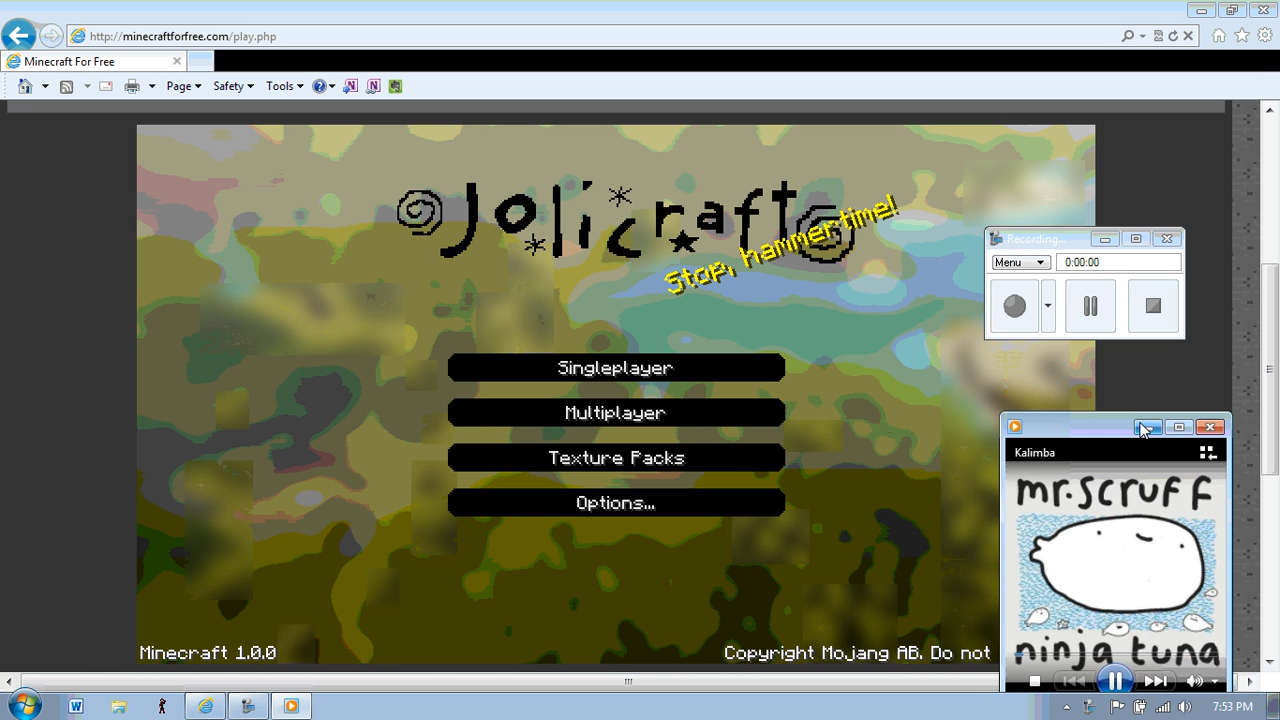 http://minecraftforfree.com/play.php
Minecraft For Free
Page Safety Tools
Jolicraft
Stop, hammertime!
Recording...
Menu 0:00:00
Singleplayer
Multiplayer
Texture Packs
Options...
Kalimba
mr.scruff
ninja tuna
Minecraft 1.0.0
Copyright Mojang AB. Do not
7:53 PM